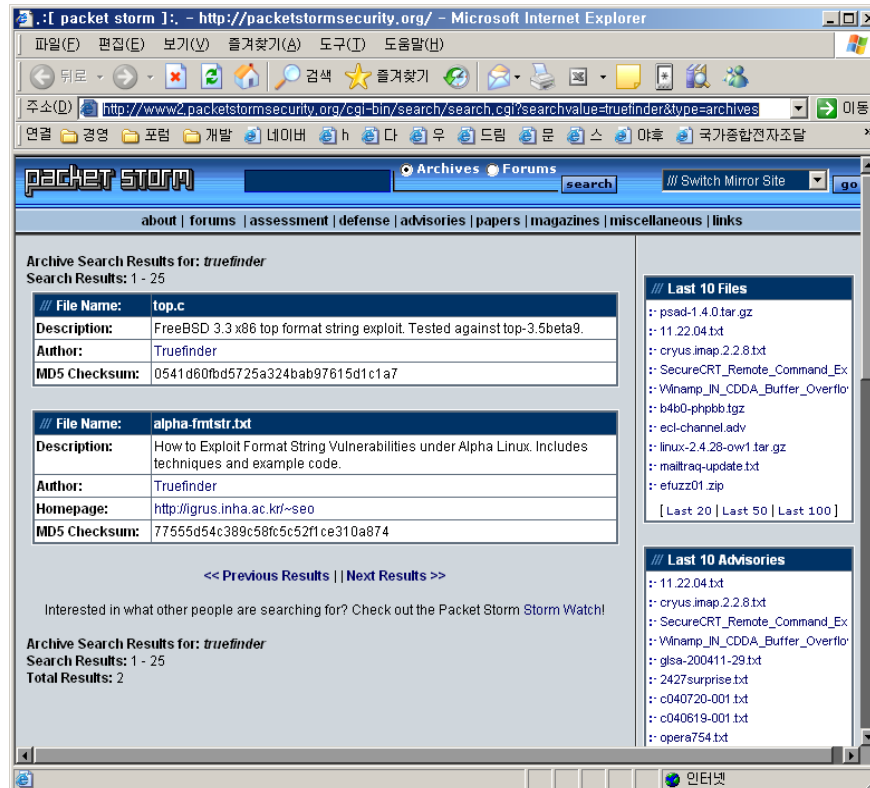 .:[ packet storm ]:. - http://packetstormsecurity.org/ - Microsoft Internet Explorer
파일(F) 편집(E) 보기(V) 즐겨찾기(A) 도구(T) 도움말(H)
뒤로 검색 즐겨찾기
주소(D) http://www2.packetstormsecurity.org/cgi-bin/search/search.cgi?searchvalue=truefinder&type=archives 이동
연결 경영 포럼 개발 네이버 h 다 우 드림 문 스 야후 국가종합전자조달 »
packet storm
Archives Forums
search
/// Switch Mirror Site go
about | forums | assessment | defense | advisories | papers | magazines | miscellaneous | links
Archive Search Results for: truefinder
Search Results: 1 - 25
/// File Name: top.c
Description: FreeBSD 3.3 x86 top format string exploit. Tested against top-3.5beta9.
Author: Truefinder
MD5 Checksum: 0541d60fbd5725a324bab97615d1c1a7
/// File Name: alpha-fmtstr.txt
Description: How to Exploit Format String Vulnerabilities under Alpha Linux. Includes
techniques and example code.
Author: Truefinder
Homepage: http://igrus.inha.ac.kr/~seo
MD5 Checksum: 77555d54c389c58fc5c52f1ce310a874
<< Previous Results | | Next Results >>
Interested in what other people are searching for? Check out the Packet Storm Storm Watch!
Archive Search Results for: truefinder
Search Results: 1 - 25
Total Results: 2
/// Last 10 Files
:- psad-1.4.0.tar.gz
:- 11.22.04.txt
:- cryus.imap.2.2.8.txt
:- SecureCRT_Remote_Command_Ex
:- Winamp_IN_CDDA_Buffer_Overflo
:- b4b0-phpbb.tgz
:- ecl-channel.adv
:- linux-2.4.28-ow1.tar.gz
:- mailtraq-update.txt
:- efuzz01.zip
[ Last 20 | Last 50 | Last 100 ]
/// Last 10 Advisories
:- 11.22.04.txt
:- cryus.imap.2.2.8.txt
:- SecureCRT_Remote_Command_Ex
:- Winamp_IN_CDDA_Buffer_Overflo
:- glsa-200411-29.txt
:- 2427surprise.txt
:- c040720-001.txt
:- c040619-001.txt
:- opera754.txt
인터넷